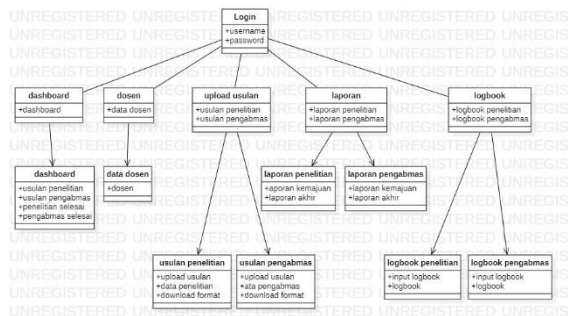 Login
+username
+password
dashboard
+dashboard
dosen
+data dosen
upload usulan
+usulan penelitian
+usulan pengabmas
laporan
+laporan penelitian
+laporan pengabmas
logbook
+logbook penelitian
+logbook pengabmas
dashboard
+usulan penelitian
+usulan pengabmas
+penelitian selesai
+pengabmas selesai
data dosen
+dosen
laporan penelitian
+aporan kemajuan
+laporan akhir
laporan pengabmas
+laporan kemajuan
+laporan akhir
usulan penelitian
+upload usulan
+data penelitian
+download format
usulan pengabmas
+upload usulan
+ata pengabmas
+download format
logbook penelitian
+input logbook
+logbook
logbook pengabmas
+input logbook
+logbook
UNREGISTERED